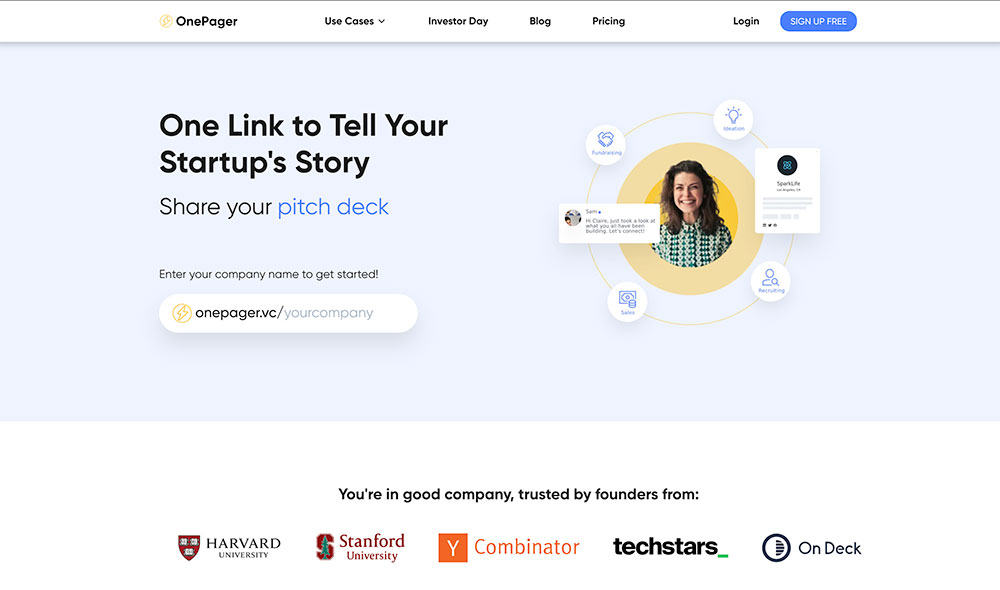 OnePager
Use Cases
Investor Day
Blog
Pricing
Login
SIGN UP FREE
One Link to Tell Your
Startup's Story
Share your pitch deck
Enter your company name to get started!
onepager.vc/yourcompany
Ideation
Fundraising
SparkLife
Los Angeles, CA
Sam
Hi Claire, just took a look at
what you all have been
building. Let's connect!
Recruiting
Sales
You're in good company, trusted by founders from:
HARVARD
UNIVERSITY
Stanford
University
Y Combinator
techstars_
On Deck